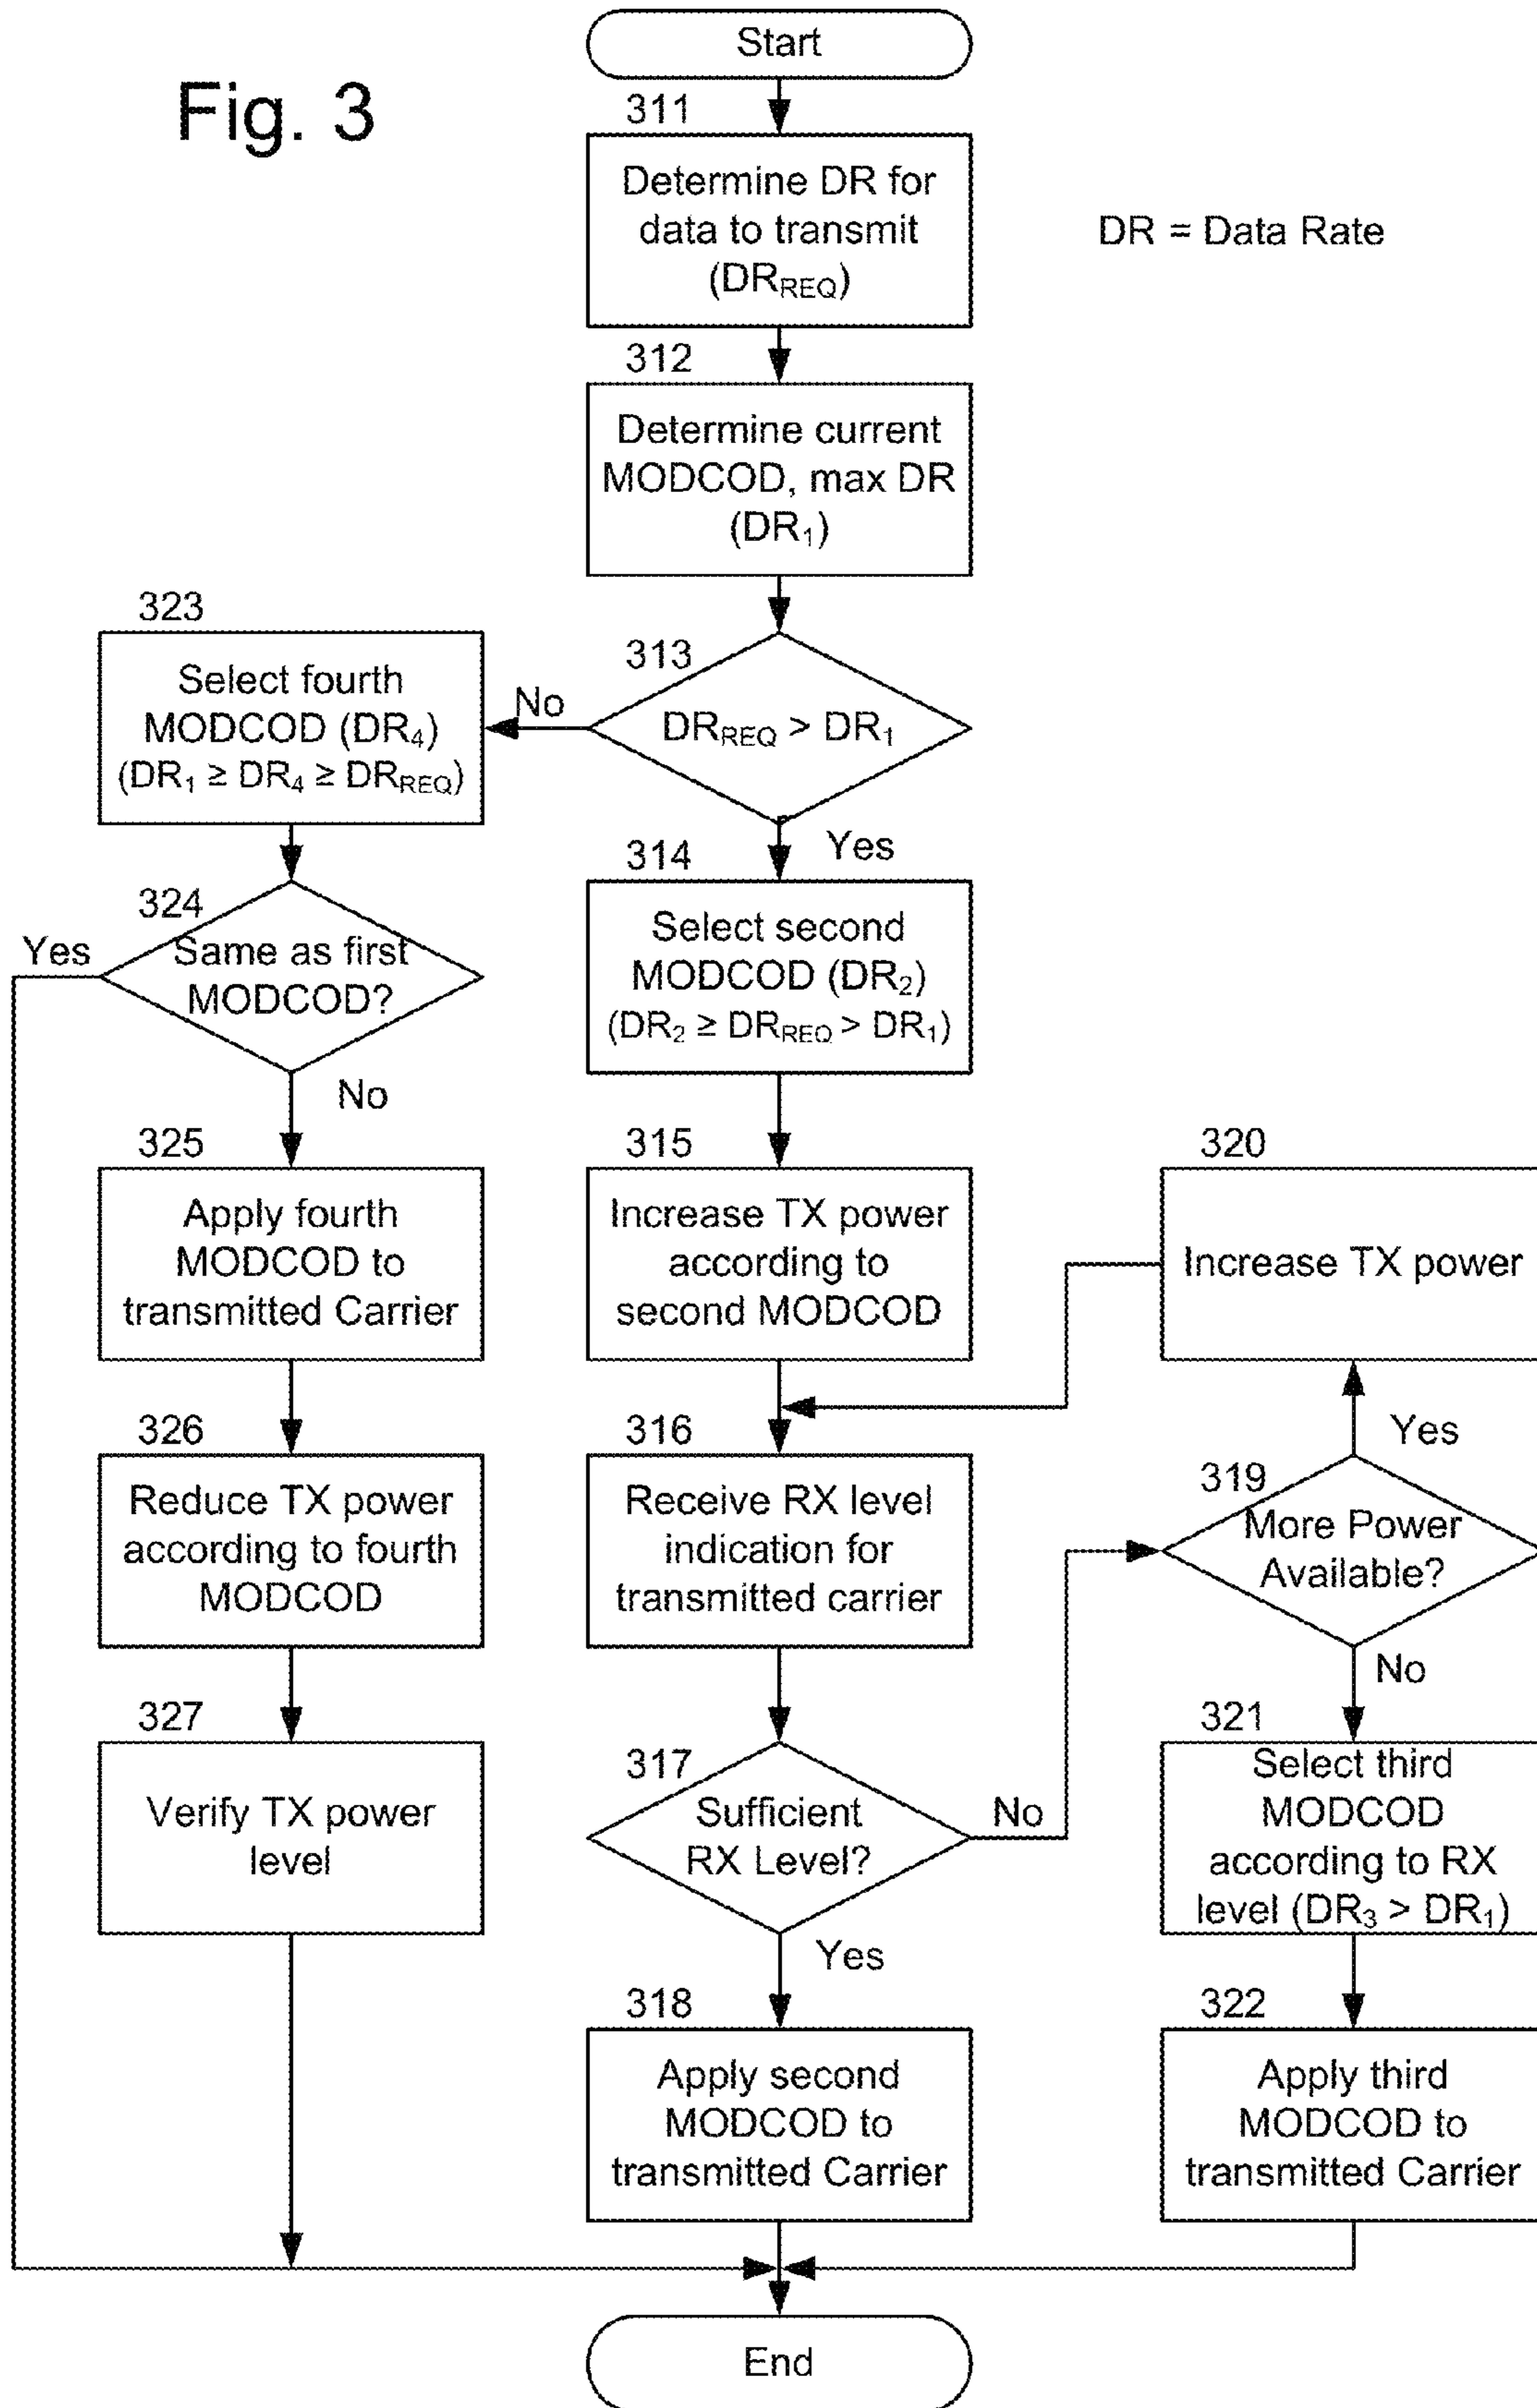 Fig. 3
Start
311
Determine DR for
data to transmit
(DR_REQ)
DR = Data Rate
312
Determine current
MODCOD, max DR
(DR₁)
313
DR_REQ > DR₁
No
Yes
323
Select fourth
MODCOD (DR₄)
(DR₁ ≥ DR₄ ≥ DR_REQ)
324
Same as first
MODCOD?
Yes
No
325
Apply fourth
MODCOD to
transmitted Carrier
326
Reduce TX power
according to fourth
MODCOD
327
Verify TX power
level
314
Select second
MODCOD (DR₂)
(DR₂ ≥ DR_REQ > DR₁)
315
Increase TX power
according to
second MODCOD
316
Receive RX level
indication for
transmitted carrier
317
Sufficient
RX Level?
No
Yes
318
Apply second
MODCOD to
transmitted Carrier
320
Increase TX power
Yes
319
More Power
Available?
No
321
Select third
MODCOD
according to RX
level (DR₃ > DR₁)
322
Apply third
MODCOD to
transmitted Carrier
End